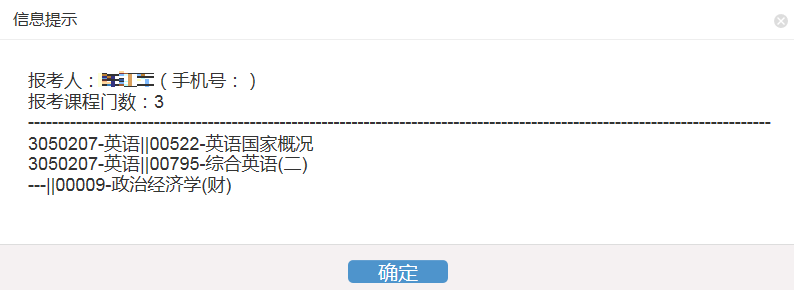 信息提示
报考人：（手机号：）
报考课程门数：3
--------------------------------------------------------------------------------------------------------------------------
3050207-英语||00522-英语国家概况
3050207-英语||00795-综合英语(二)
---||00009-政治经济学(财)
确定